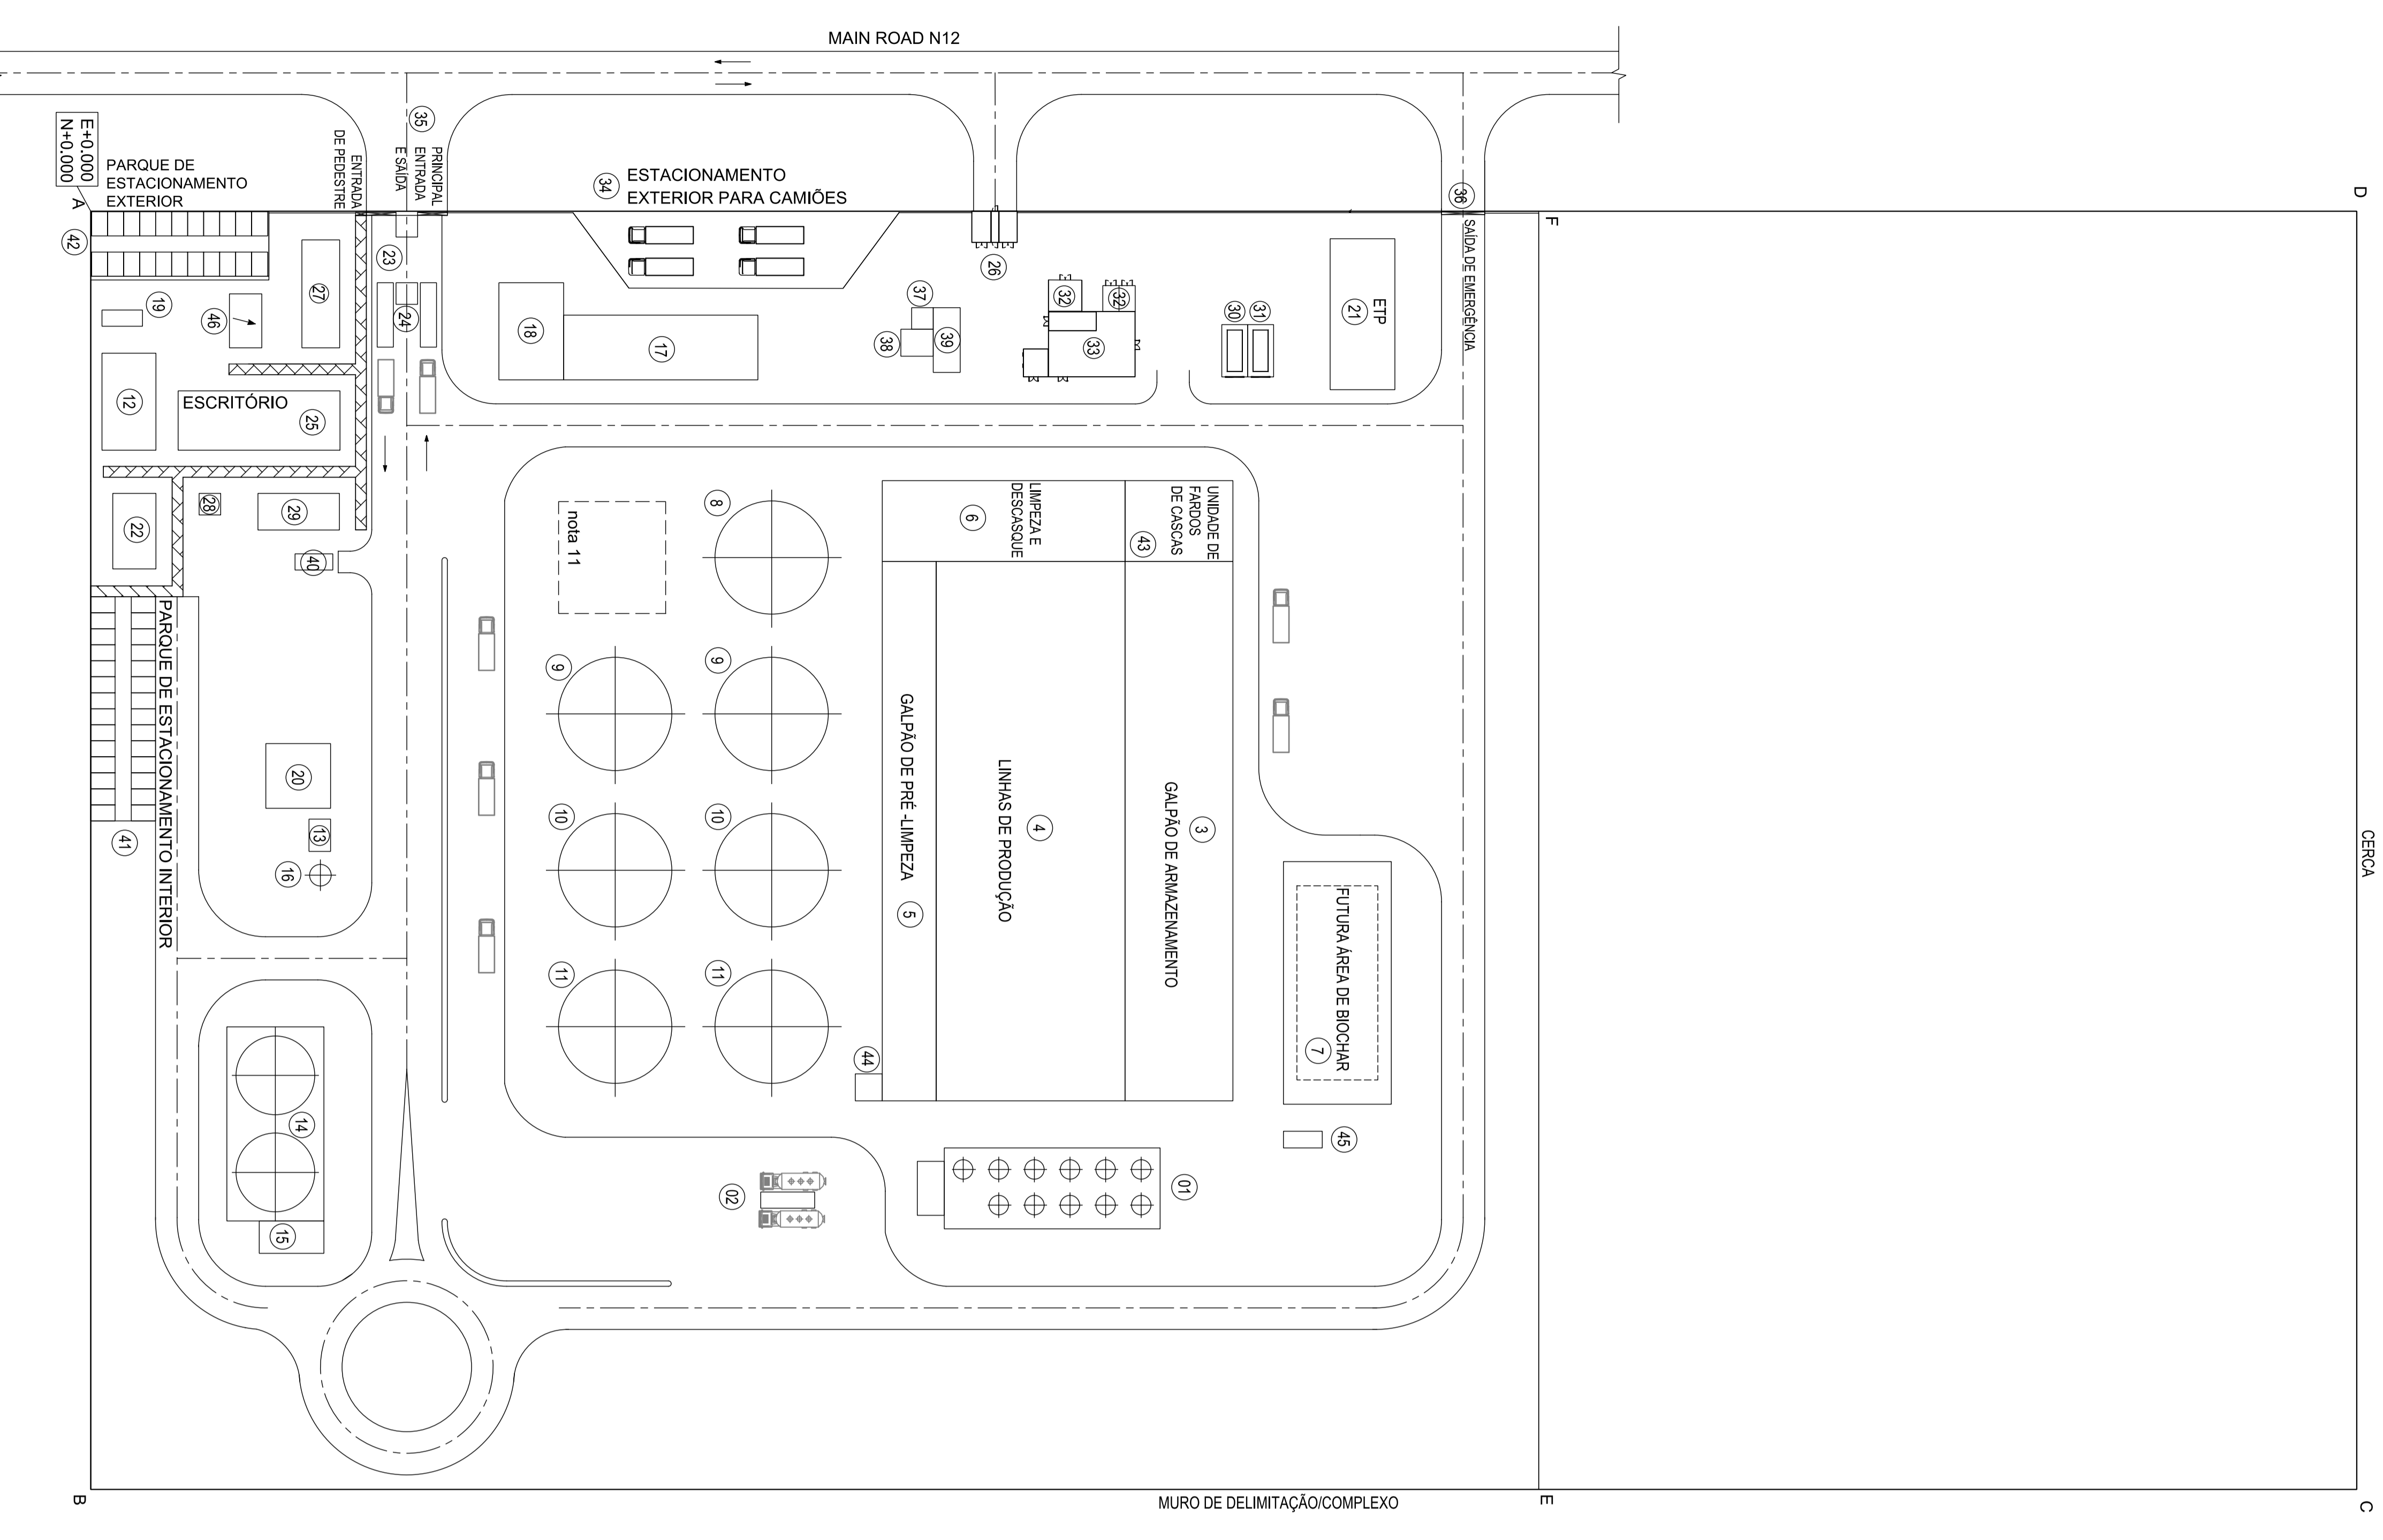 MAIN ROAD N12
E+0.000
N+0.000
A
PARQUE DE
ESTACIONAMENTO
EXTERIOR
42
ENTRADA
DE PEDESTRE
35
PRINCIPAL
ENTRADA
E SAÍDA
34
ESTACIONAMENTO
EXTERIOR PARA CAMIÕES
36
SAÍDA DE EMERGÊNCIA
F
D
23
24
26
27
19
46
12
ESCRITÓRIO
25
18
17
37
38
39
32
32
33
30
31
21
ETP
22
28
29
40
nota 11
8
6
LIMPEZA E
DESCASQUE
43
UNIDADE DE
FARDOS
DE CASCAS
9
9
10
10
11
11
GALPÃO DE PRÉ -LIMPEZA
5
LINHAS DE PRODUÇÃO
4
GALPÃO DE ARMAZENAMENTO
3
FUTURA ÁREA DE BIOCHAR
7
CERCA
PARQUE DE ESTACIONAMENTO INTERIOR
41
20
13
16
14
15
44
45
02
01
B
MURO DE DELIMITAÇÃO/COMPLEXO
E
C